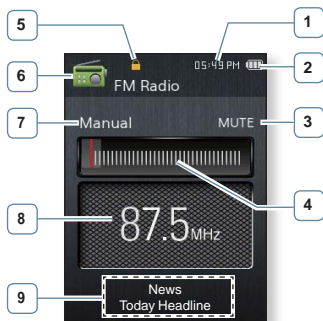 5
1
05:49 PM
2
6
FM Radio
7
Manual
MUTE
3
4
8
87.5MHz
9
News
Today Headline